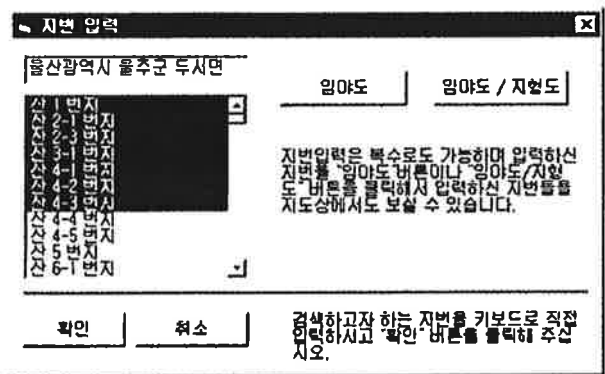 지번 입력
울산광역시 울주군 두서면
산 1 번지
산 2-1 번지
산 2-3 번지
산 3-1 번지
산 4-1 번지
산 4-2 번지
산 4-3 번지
산 4-4 번지
산 4-5 번지
산 5 번지
산 6-1 번지
임야도
임야도 / 지형도
지번입력은 복수로도 가능하며 입력하신
지번을 "임야도"버튼이나 "임야도/지형
도"버튼을 클릭해서 입력하신 지번들을
지도상에서도 보실 수 있습니다.
확인
취소
검색하고자 하는 지번을 키보드로 직접
입력하시고 "확인" 버튼을 클릭해 주십
시오.